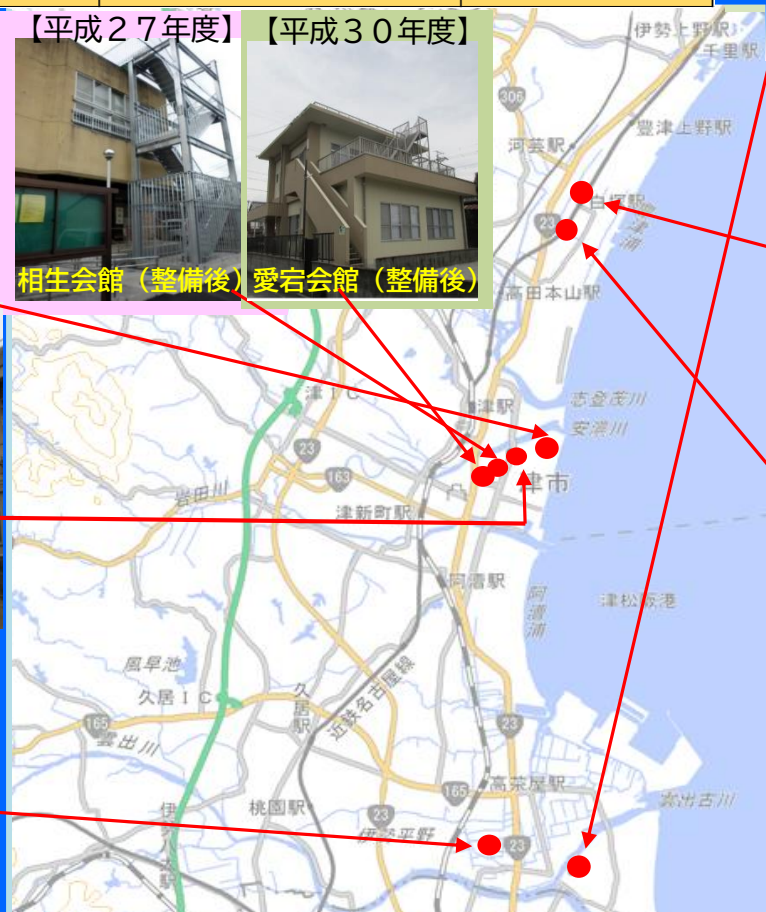 【平成２７年度】
【平成３０年度】
相生会館（整備後）
愛宕会館（整備後）
伊勢上野駅
千里駅
306
豊津上野駅
河芸駅
白塚駅
豊津浦
23
高田本山駅
津ＩＣ
津駅
志登茂川
安濃川
23
163
津市
岩田川
津新町駅
阿漕駅
阿漕浦
津松阪港
風早池
久居ＩＣ
久居駅
近鉄名古屋線
165
雲出川
23
165
高茶屋駅
雲出古川
桃園駅
23
伊勢平野
23